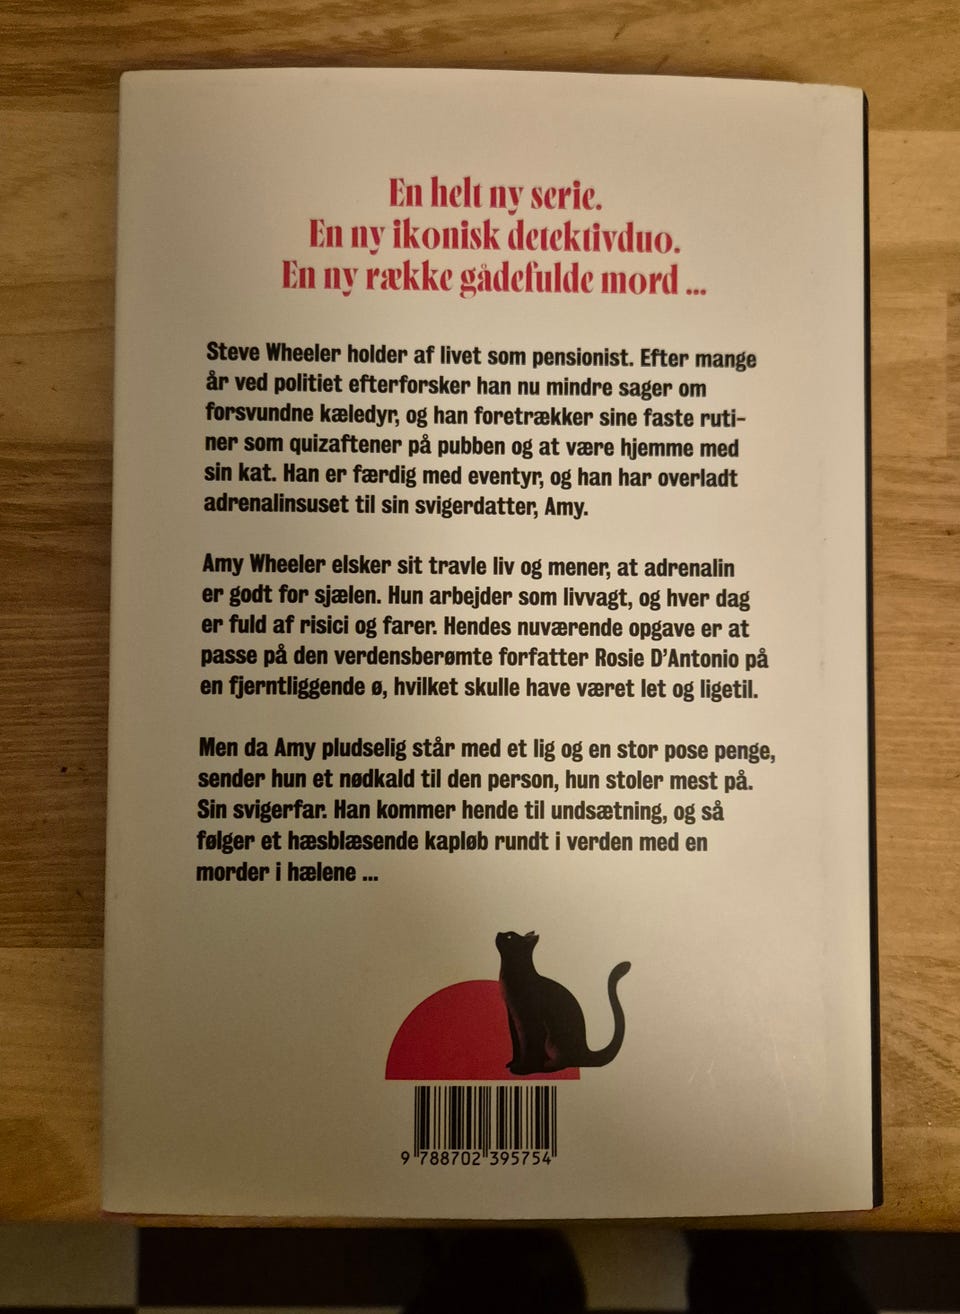 En helt ny serie.
En ny ikonisk detektivduo.
En ny række gådefulde mord ...
Steve Wheeler holder af livet som pensionist. Efter mange
år ved politiet efterforsker han nu mindre sager om
forsvundne kæledyr, og han foretrækker sine faste ruti-
ner som quizaftener på pubben og at være hjemme med
sin kat. Han er færdig med eventyr, og han har overladt
adrenalinsuset til sin svigerdatter, Amy.
Amy Wheeler elsker sit travle liv og mener, at adrenalin
er godt for sjælen. Hun arbejder som livvagt, og hver dag
er fuld af risici og farer. Hendes nuværende opgave er at
passe på den verdensberømte forfatter Rosie D'Antonio på
en fjerntliggende ø, hvilket skulle have været let og ligetil.
Men da Amy pludselig står med et lig og en stor pose penge,
sender hun et nødkald til den person, hun stoler mest på.
Sin svigerfar. Han kommer hende til undsætning, og så
følger et hæsblæsende kapløb rundt i verden med en
morder i hælene ...
9 788702 395754